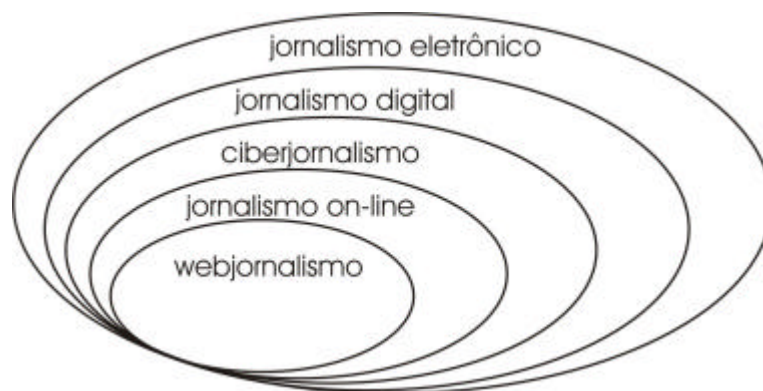 jornalismo eletrônico
jornalismo digital
ciberjornalismo
jornalismo on-line
webjornalismo